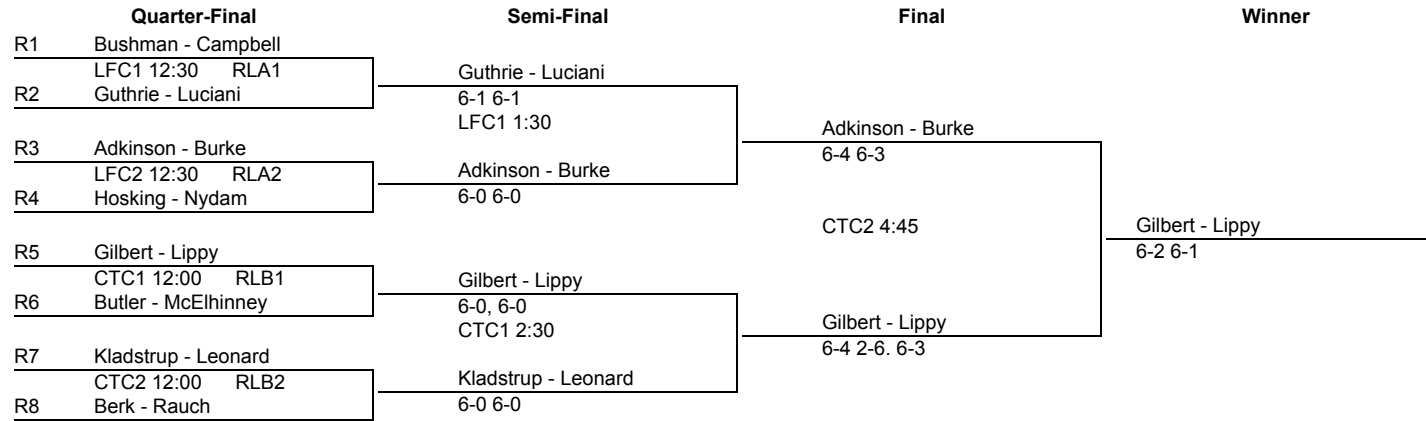 Quarter-Final Semi-Final Final Winner
R1 Bushman - Campbell
LFC1 12:30 RLA1
R2 Guthrie - Luciani
Guthrie - Luciani
6-1 6-1
LFC1 1:30
R3 Adkinson - Burke
LFC2 12:30 RLA2
R4 Hosking - Nydam
Adkinson - Burke
6-0 6-0
Adkinson - Burke
6-4 6-3
CTC2 4:45
R5 Gilbert - Lippy
CTC1 12:00 RLB1
R6 Butler - McElhinney
Gilbert - Lippy
6-0, 6-0
CTC1 2:30
R7 Kladstrup - Leonard
CTC2 12:00 RLB2
R8 Berk - Rauch
Kladstrup - Leonard
6-0 6-0
Gilbert - Lippy
6-4 2-6. 6-3
Gilbert - Lippy
6-2 6-1